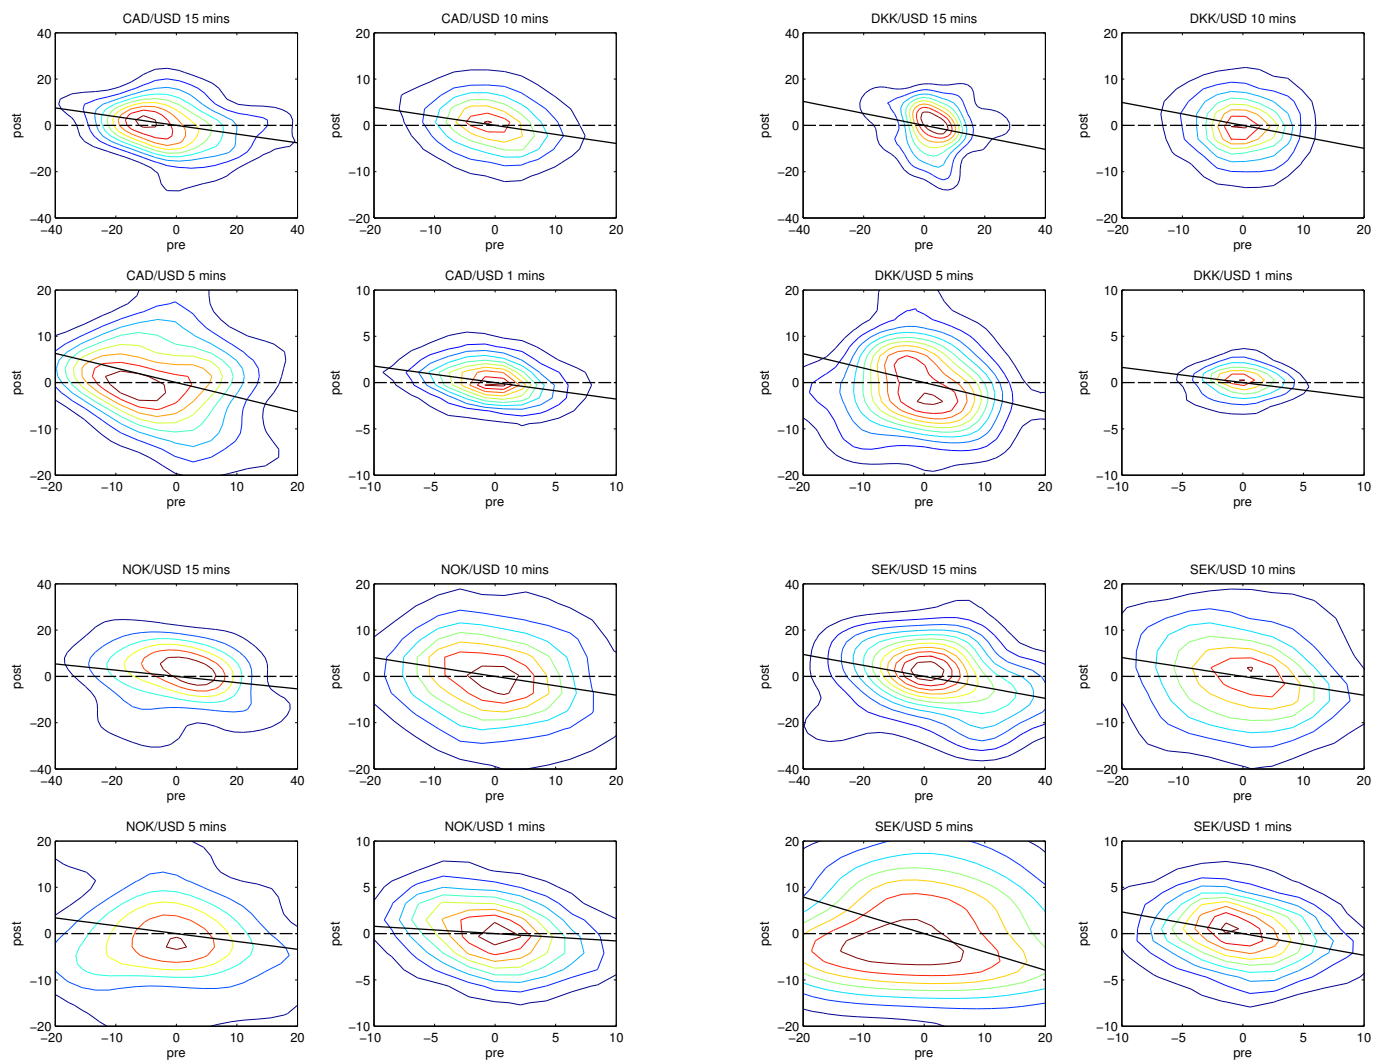 CAD/USD 15 mins
40
20
0
−20
−40
post
−40 −20 0 20 40
pre
CAD/USD 10 mins
20
10
0
−10
−20
post
−20 −10 0 10 20
pre
DKK/USD 15 mins
40
20
0
−20
−40
post
−40 −20 0 20 40
pre
DKK/USD 10 mins
20
10
0
−10
−20
post
−20 −10 0 10 20
pre
CAD/USD 5 mins
20
10
0
−10
−20
post
−20 −10 0 10 20
pre
CAD/USD 1 mins
10
5
0
−5
−10
post
−10 −5 0 5 10
pre
DKK/USD 5 mins
20
10
0
−10
−20
post
−20 −10 0 10 20
pre
DKK/USD 1 mins
10
5
0
−5
−10
post
−10 −5 0 5 10
pre
NOK/USD 15 mins
40
20
0
−20
−40
post
−40 −20 0 20 40
pre
NOK/USD 10 mins
20
10
0
−10
−20
post
−20 −10 0 10 20
pre
SEK/USD 15 mins
40
20
0
−20
−40
post
−40 −20 0 20 40
pre
SEK/USD 10 mins
20
10
0
−10
−20
post
−20 −10 0 10 20
pre
NOK/USD 5 mins
20
10
0
−10
−20
post
−20 −10 0 10 20
pre
NOK/USD 1 mins
10
5
0
−5
−10
post
−10 −5 0 5 10
pre
SEK/USD 5 mins
20
10
0
−10
−20
post
−20 −10 0 10 20
pre
SEK/USD 1 mins
10
5
0
−5
−10
post
−10 −5 0 5 10
pre